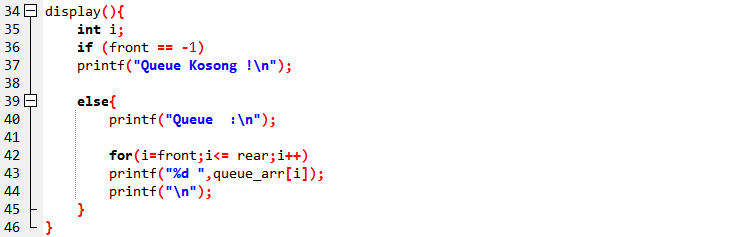 34 display(){
35     int i;
36     if (front == -1)
37     printf("Queue Kosong !\n");
38
39     else{
40         printf("Queue  :\n");
41
42         for(i=front;i<= rear;i++)
43         printf("%d ",queue_arr[i]);
44         printf("\n");
45     }
46 }